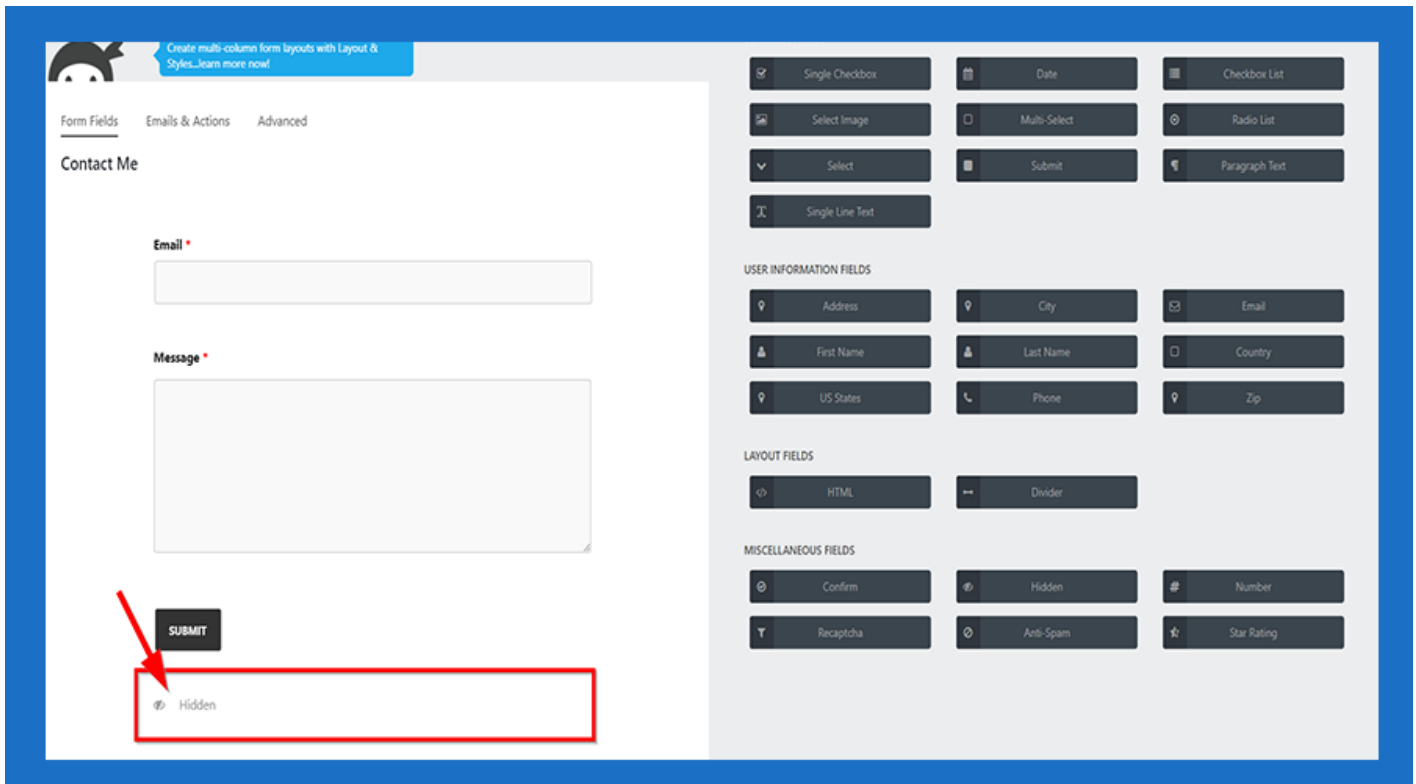 Create multi-column form layouts with Layout &
Styles...learn more now!
Form Fields Emails & Actions Advanced
Contact Me
Email *
Message *
SUBMIT
Hidden
Single Checkbox Date Checkbox List
Select Image Multi-Select Radio List
Select Submit Paragraph Text
Single Line Text
USER INFORMATION FIELDS
Address City Email
First Name Last Name Country
US States Phone Zip
LAYOUT FIELDS
HTML Divider
MISCELLANEOUS FIELDS
Confirm Hidden Number
Recaptcha Anti-Spam Star Rating